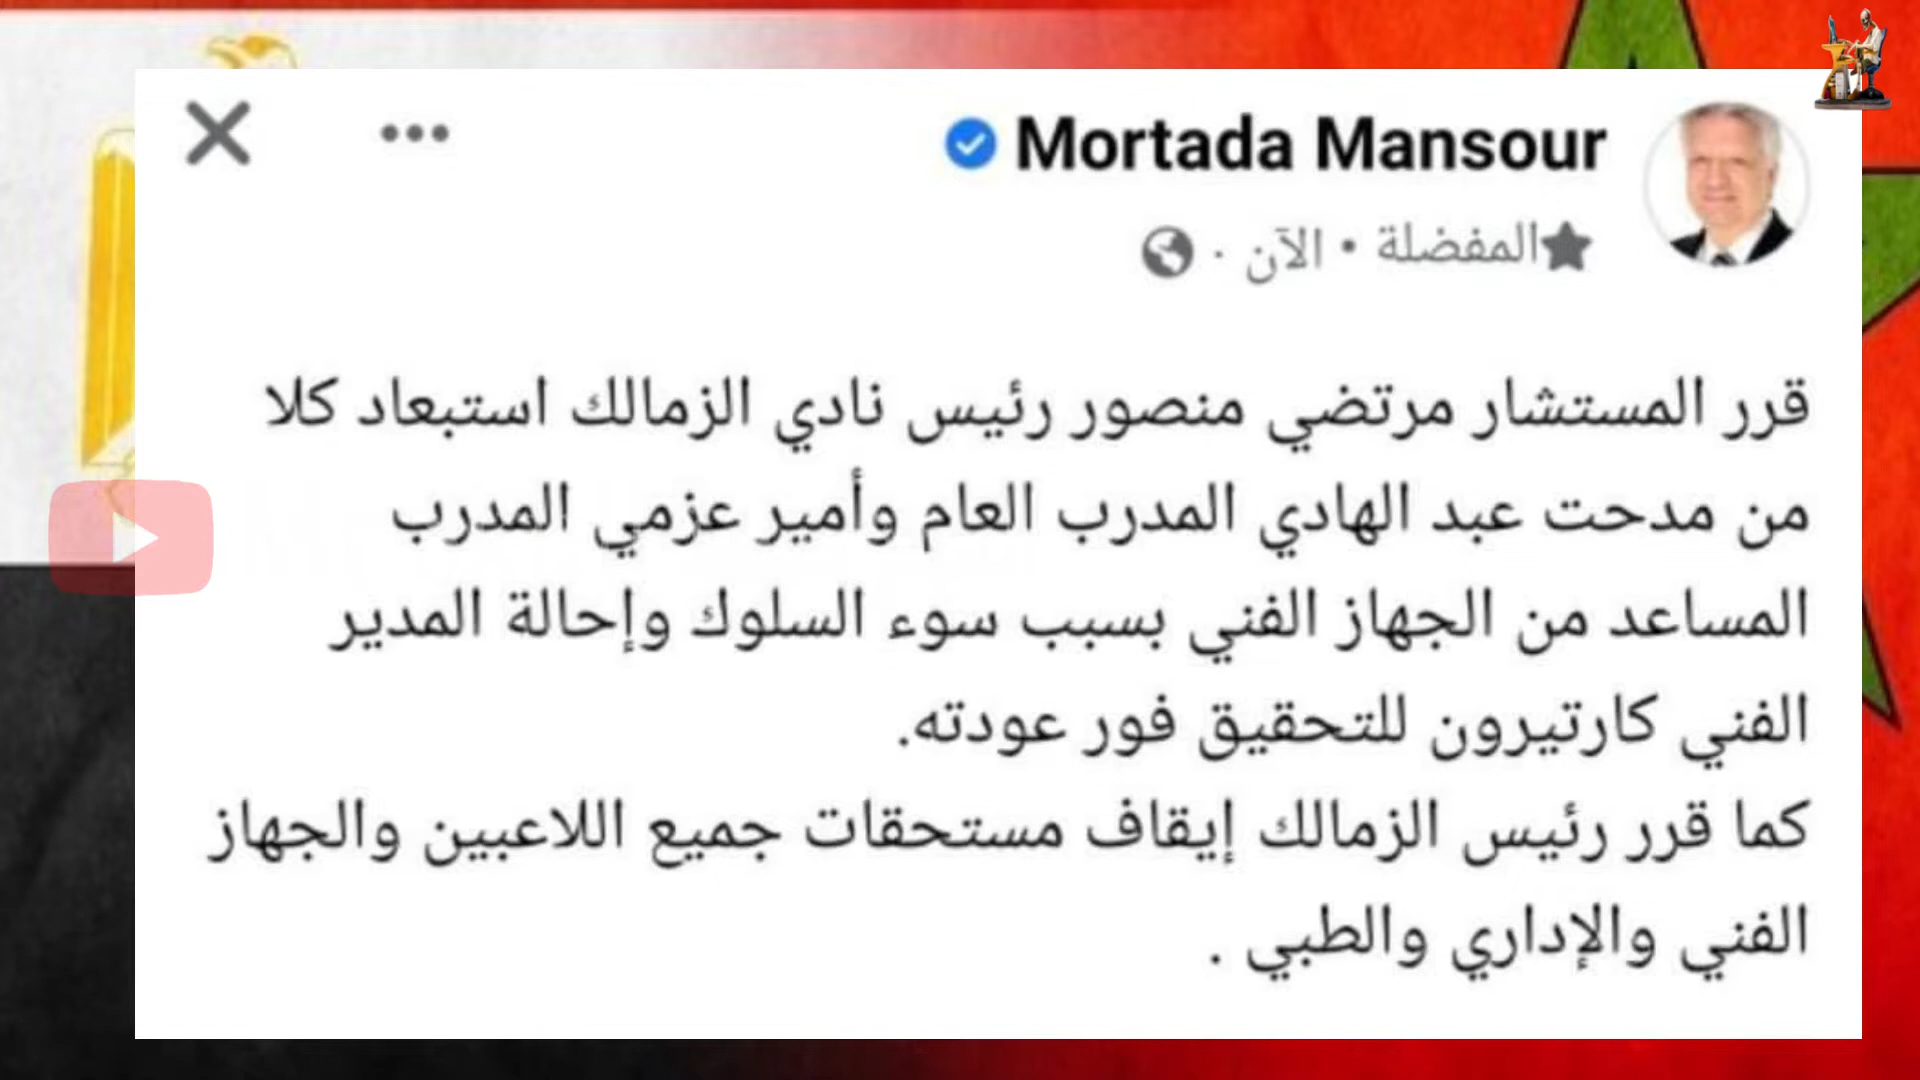 Mortada Mansour
المفضلة • الآن ·
قرر المستشار مرتضي منصور رئيس نادي الزمالك استبعاد كلا
من مدحت عبد الهادي المدرب العام وأمير عزمي المدرب
المساعد من الجهاز الفني بسبب سوء السلوك وإحالة المدير
الفني كارتيرون للتحقيق فور عودته.
كما قرر رئيس الزمالك إيقاف مستحقات جميع اللاعبين والجهاز
الفني والإداري والطبي .